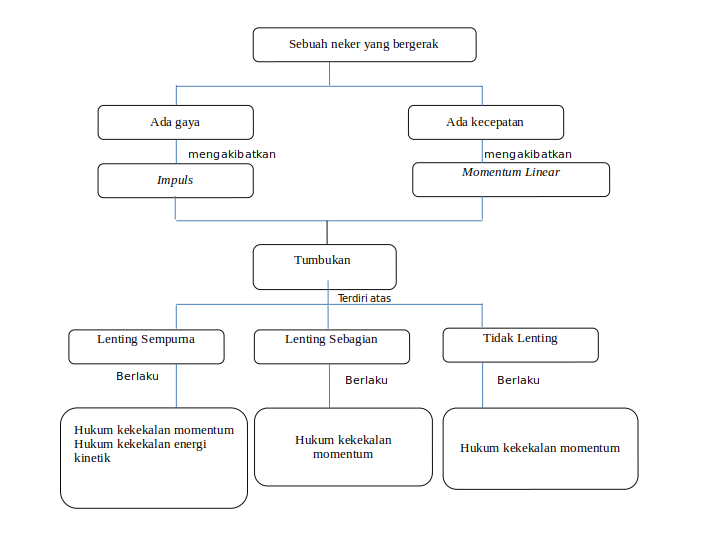 Sebuah neker yang bergerak
Ada gaya
Ada kecepatan
mengakibatkan
mengakibatkan
Impuls
Momentum Linear
Tumbukan
Terdiri atas
Lenting Sempurna
Lenting Sebagian
Tidak Lenting
Berlaku
Berlaku
Berlaku
Hukum kekekalan momentum
Hukum kekekalan energi
kinetik
Hukum kekekalan
momentum
Hukum kekekalan momentum